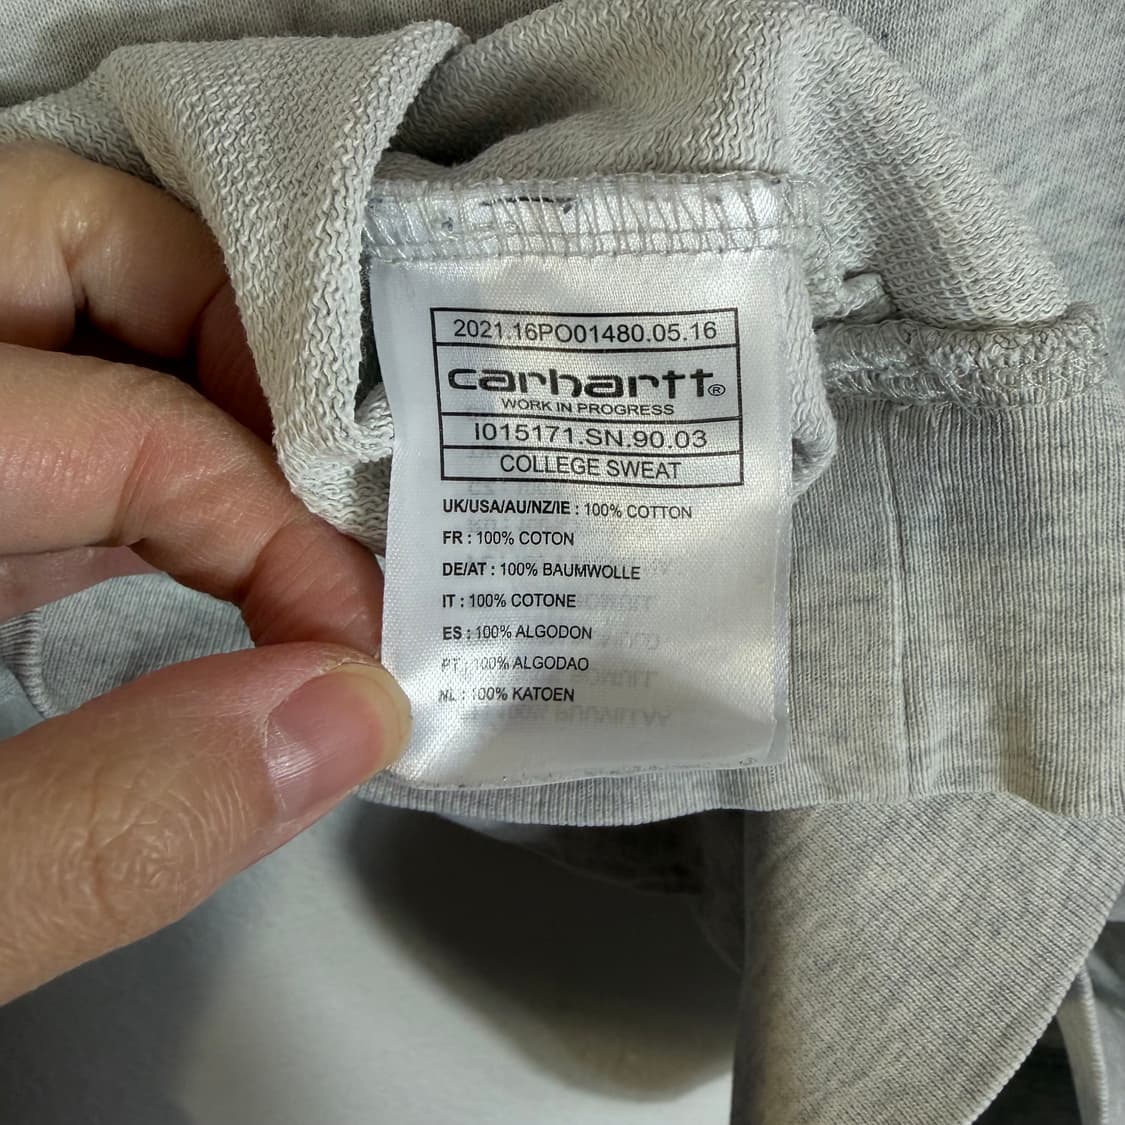 2021.16PO01480.05.16
carhartt®
WORK IN PROGRESS
I015171.SN.90.03
COLLEGE SWEAT
UK/USA/AU/NZ/IE : 100% COTTON
FR : 100% COTON
DE/AT : 100% BAUMWOLLE
IT : 100% COTONE
ES : 100% ALGODON
PT : 100% ALGODAO
NL : 100% KATOEN